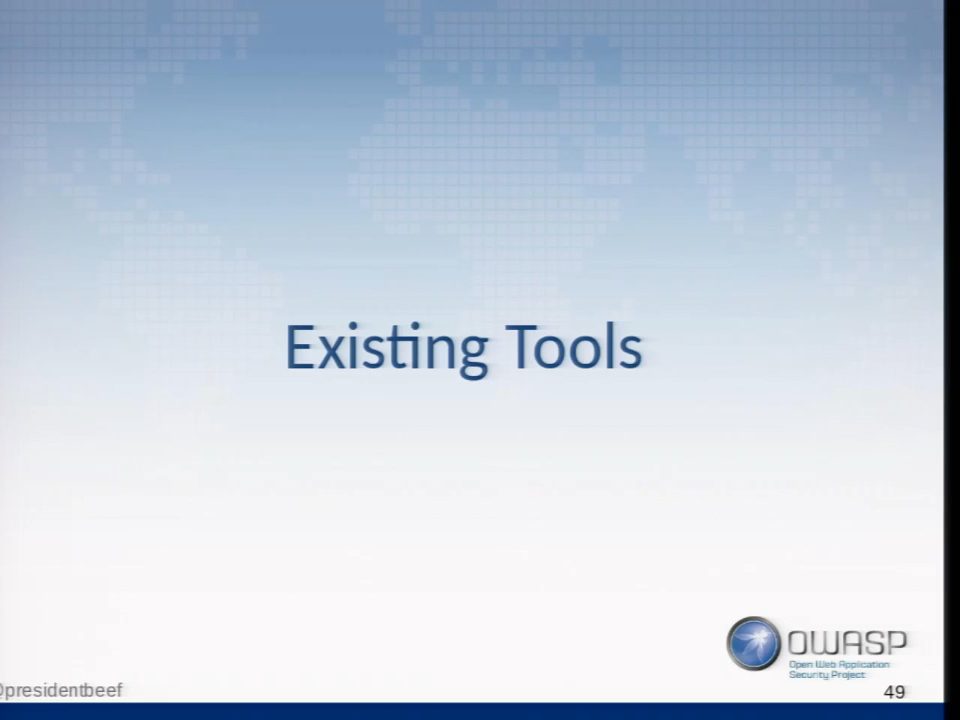 Existing Tools
OWASP
Open Web Application
Security Project
@presidentbeef
49